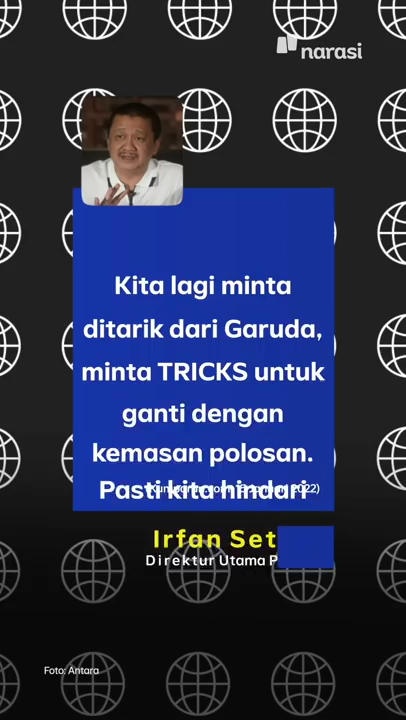 narasi
Kita lagi minta
ditarik dari Garuda,
minta TRICKS untuk
ganti dengan
kemasan polosan.
Pasti kita hindari
2022)
Irfan Set
Direktur Utama P
Foto: Antara